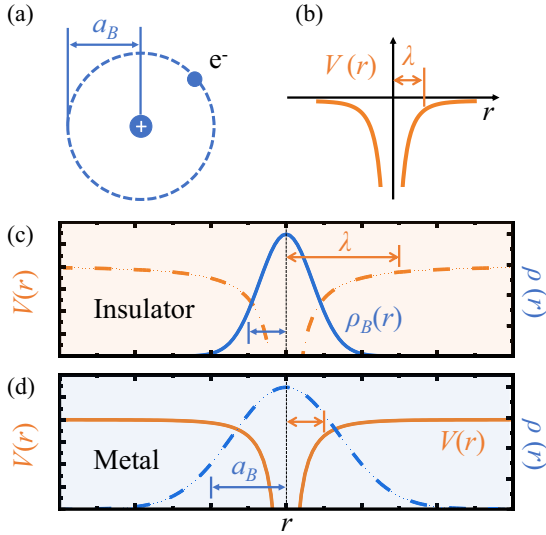 (a)
a_B
e⁻
+
(b)
V(r)
λ
r
(c)
V(r)
Insulator
λ
ρ_B(r)
ρ(r)
(d)
V(r)
Metal
a_B
V(r)
ρ(r)
r